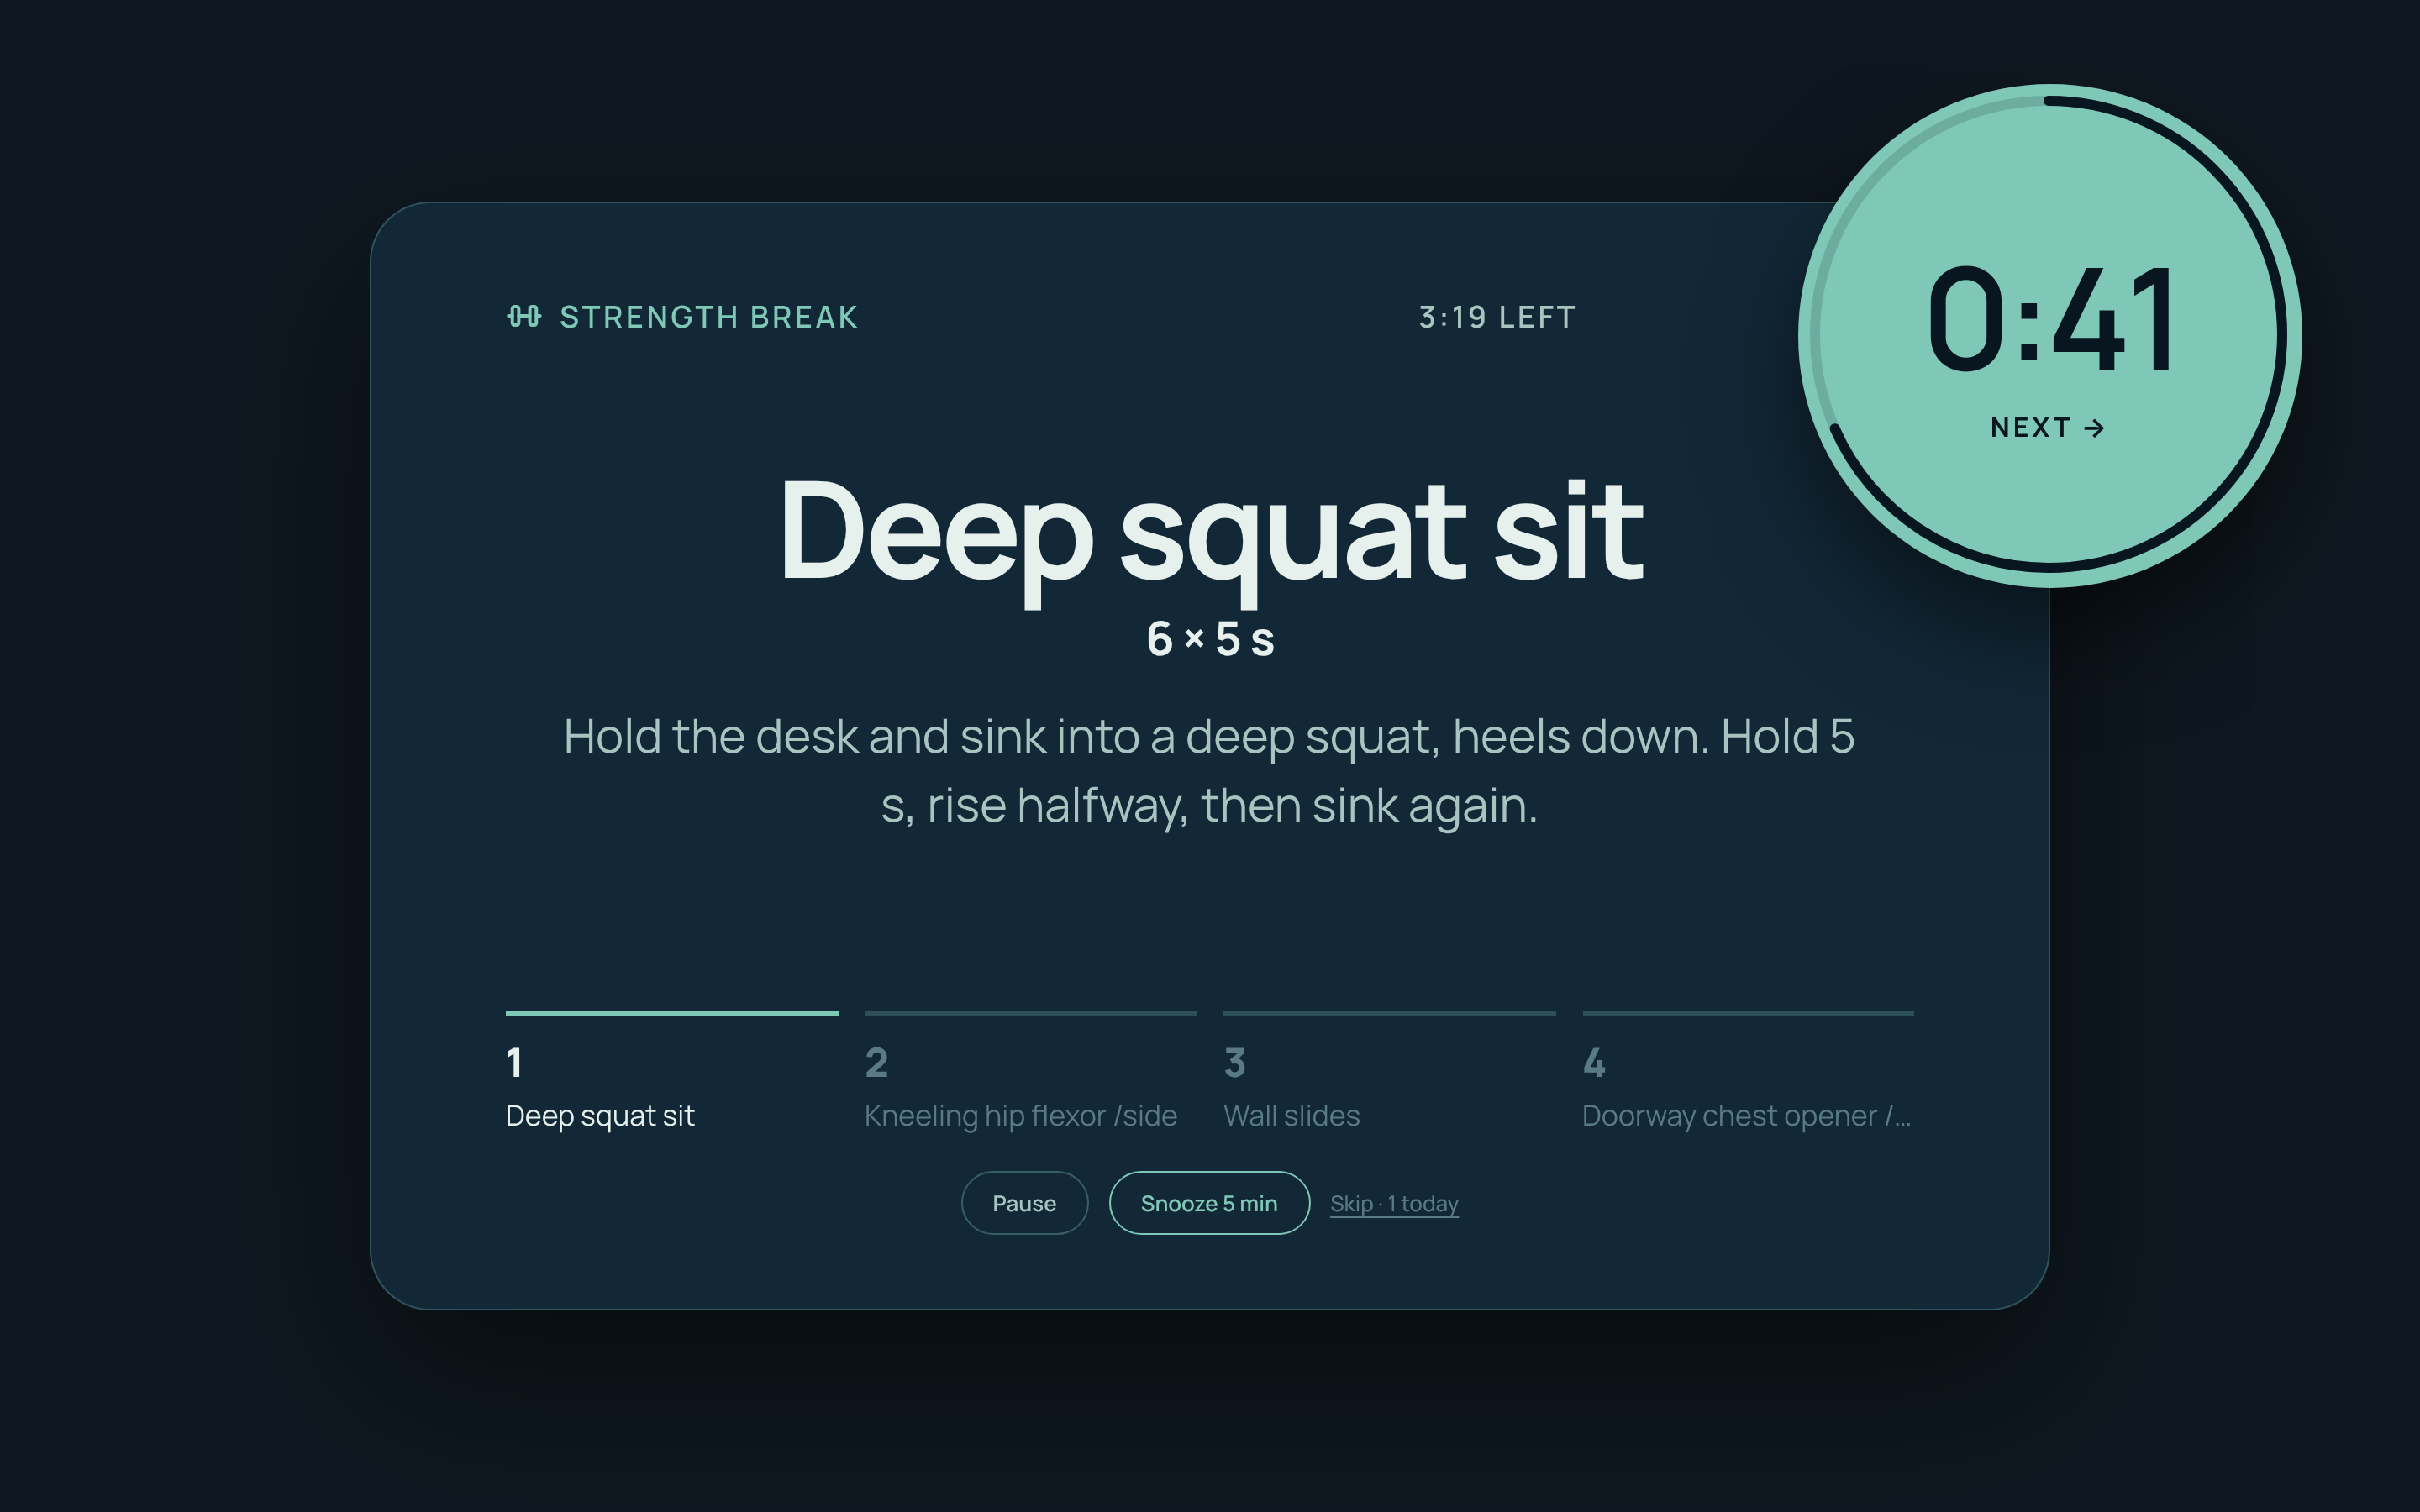 STRENGTH BREAK
3:19 LEFT
0:41
NEXT →
Deep squat sit
6 × 5 s
Hold the desk and sink into a deep squat, heels down. Hold 5
s, rise halfway, then sink again.
1
Deep squat sit
2
Kneeling hip flexor /side
3
Wall slides
4
Doorway chest opener /...
Pause
Snooze 5 min
Skip · 1 today